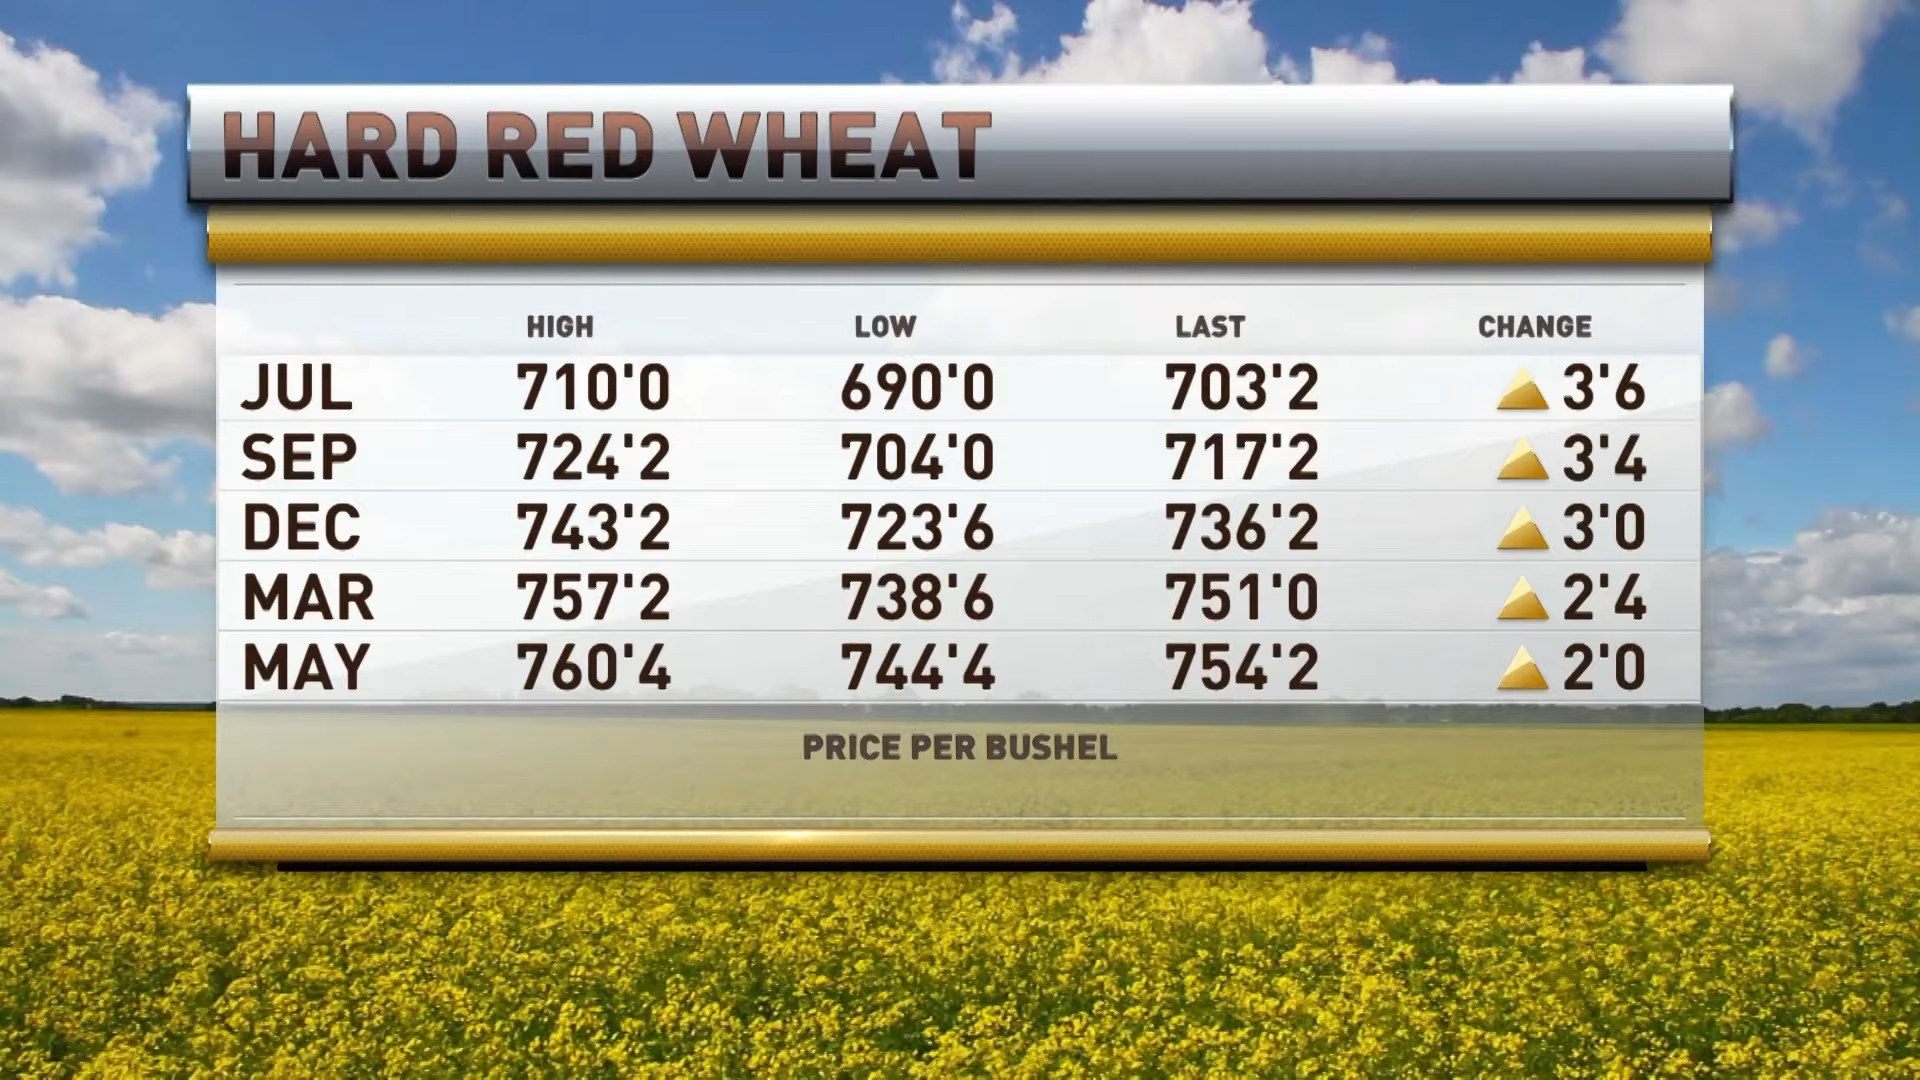 HARD RED WHEAT
HIGH LOW LAST CHANGE
JUL 710'0 690'0 703'2 3'6
SEP 724'2 704'0 717'2 3'4
DEC 743'2 723'6 736'2 3'0
MAR 757'2 738'6 751'0 2'4
MAY 760'4 744'4 754'2 2'0
PRICE PER BUSHEL